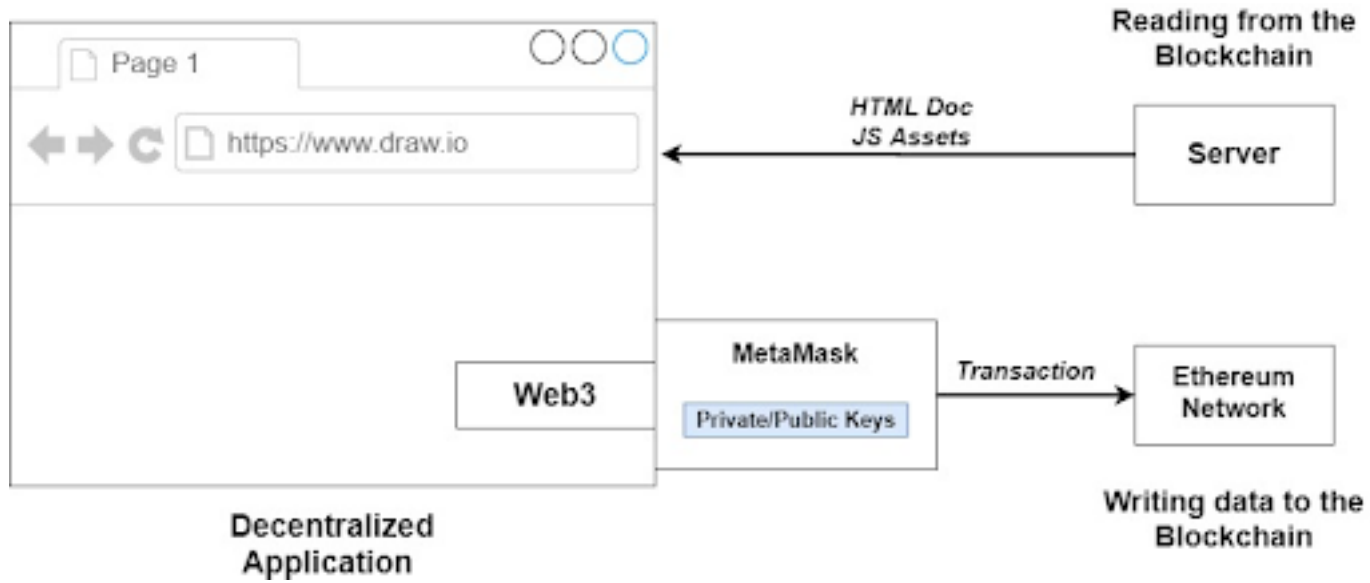 Reading from the
Blockchain
Page 1
HTML Doc
JS Assets
https://www.draw.io
Server
MetaMask
Transaction
Ethereum
Network
Web3
Private/Public Keys
Writing data to the
Blockchain
Decentralized
Application